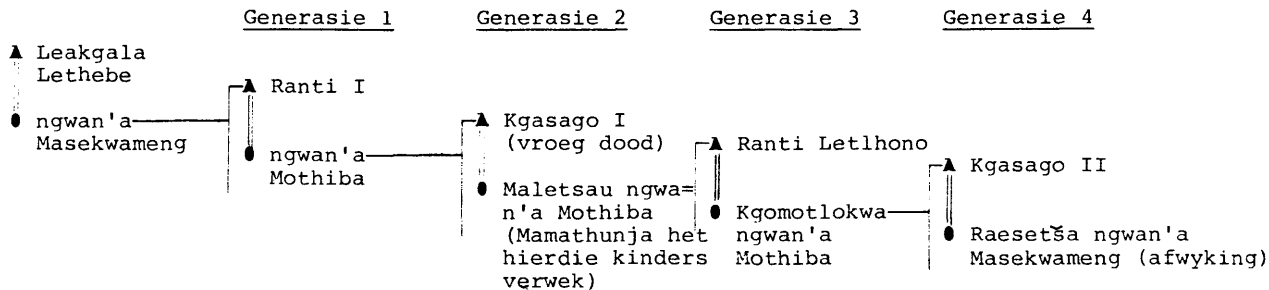 Generasie 1
Generasie 2
Generasie 3
Generasie 4
Leakgala
Lethebe
ngwan'a
Masekwameng
Ranti I
ngwan'a
Mothiba
Kgasago I
(vroeg dood)
Maletsau ngwa=
n'a Mothiba
(Mamathunja het
hierdie kinders
verwek)
Ranti Letlhono
Kgomotlokwa
ngwan'a
Mothiba
Kgasago II
Raesetša ngwan'a
Masekwameng (afwyking)